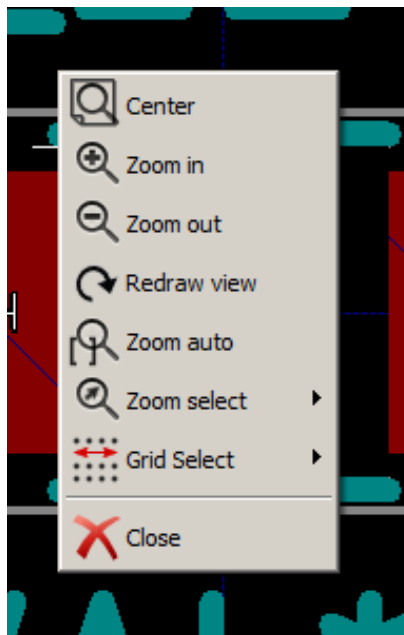 Center
Zoom in
Zoom out
Redraw view
Zoom auto
Zoom select
Grid Select
Close